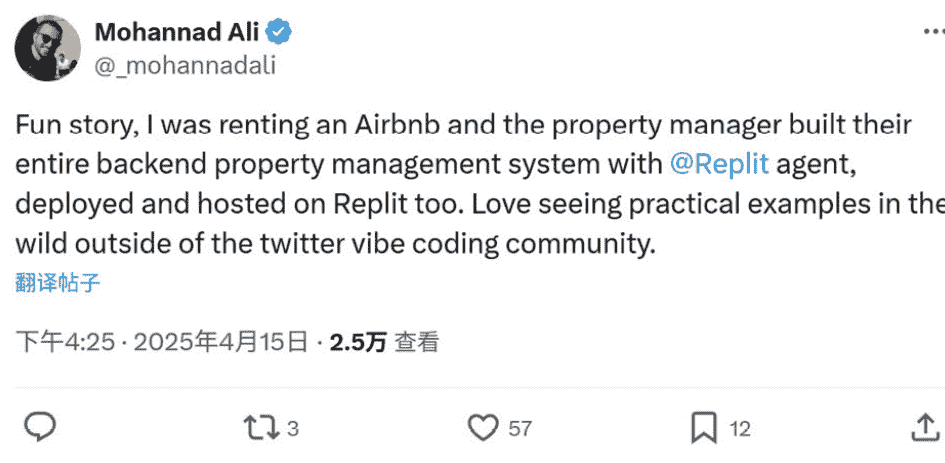 Mohannad Ali
@_mohannadali
Fun story, I was renting an Airbnb and the property manager built their
entire backend property management system with @Replit agent,
deployed and hosted on Replit too. Love seeing practical examples in the
wild outside of the twitter vibe coding community.
翻译帖子
下午4:25 · 2025年4月15日 · 2.5万 查看
3 57 12